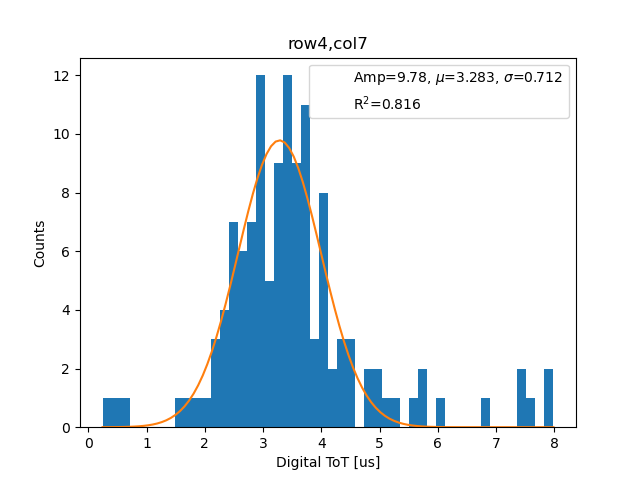 row4,col7
Amp=9.78, μ=3.283, σ=0.712
R²=0.816
12
10
8
6
4
2
0
Counts
0 1 2 3 4 5 6 7 8
Digital ToT [us]